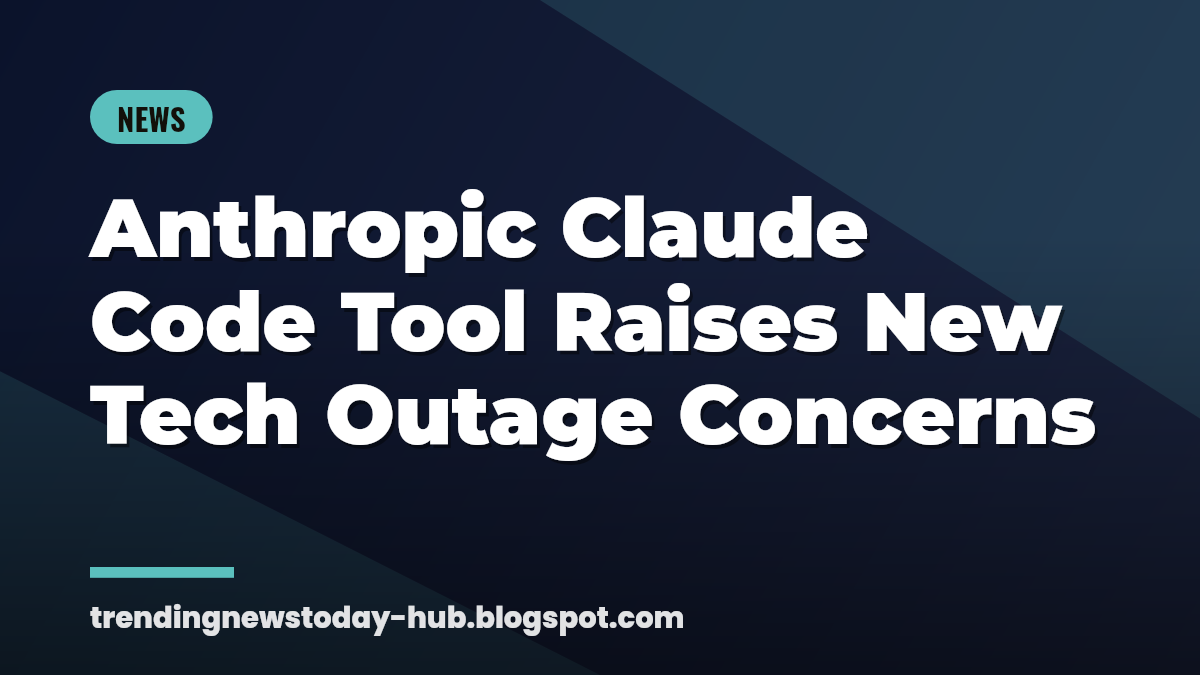 NEWS
Anthropic Claude
Code Tool Raises New
Tech Outage Concerns
trendingnewstoday-hub.blogspot.com